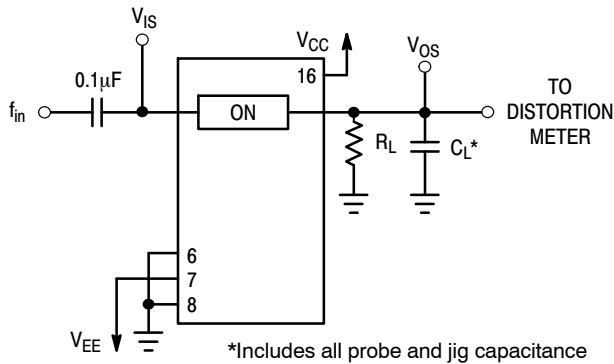 V_IS
V_CC
V_OS
0.1µF
16
f_in
ON
TO
DISTORTION
METER
R_L
C_L*
6
7
8
V_EE
*Includes all probe and jig capacitance